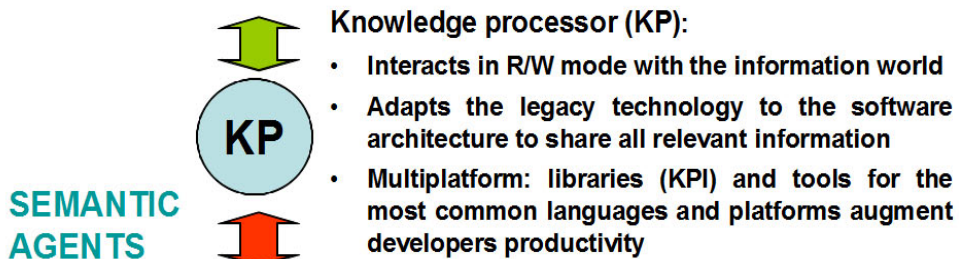 Knowledge processor (KP):
• Interacts in R/W mode with the information world
• Adapts the legacy technology to the software
architecture to share all relevant information
• Multiplatform: libraries (KPI) and tools for the
most common languages and platforms augment
developers productivity
KP
SEMANTIC
AGENTS